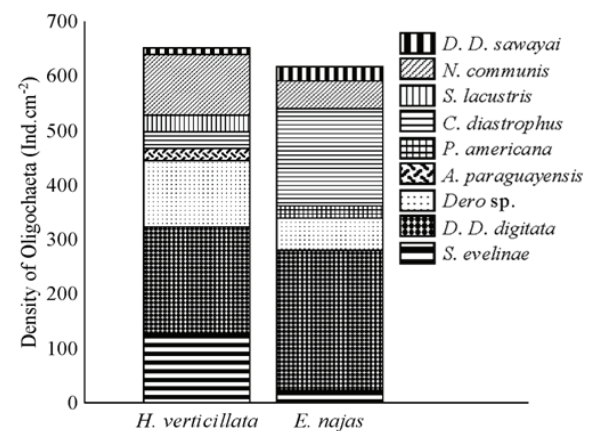 700
600
500
400
300
200
100
0
Density of Oligochaeta (Ind.cm⁻²)
H. verticillata E. najas
D. D. sawayai
N. communis
S. lacustris
C. diastrophus
P. americana
A. paraguayensis
Dero sp.
D. D. digitata
S. evelinae